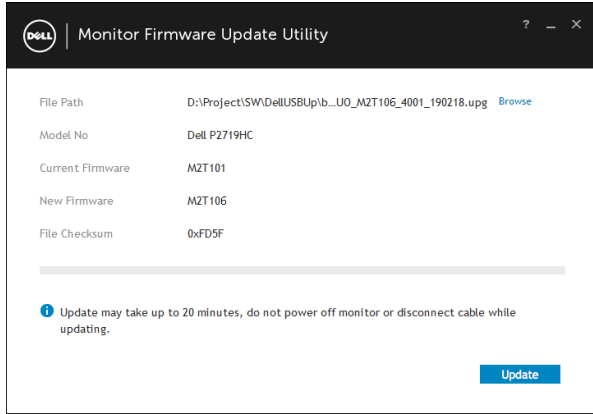 DELL Monitor Firmware Update Utility ? _ ×
File Path D:\Project\SW\DellUSBUp\b...UO_M2T106_4001_190218.upg Browse
Model No Dell P2719HC
Current Firmware M2T101
New Firmware M2T106
File Checksum 0xFD5F
Update may take up to 20 minutes, do not power off monitor or disconnect cable while
updating.
Update